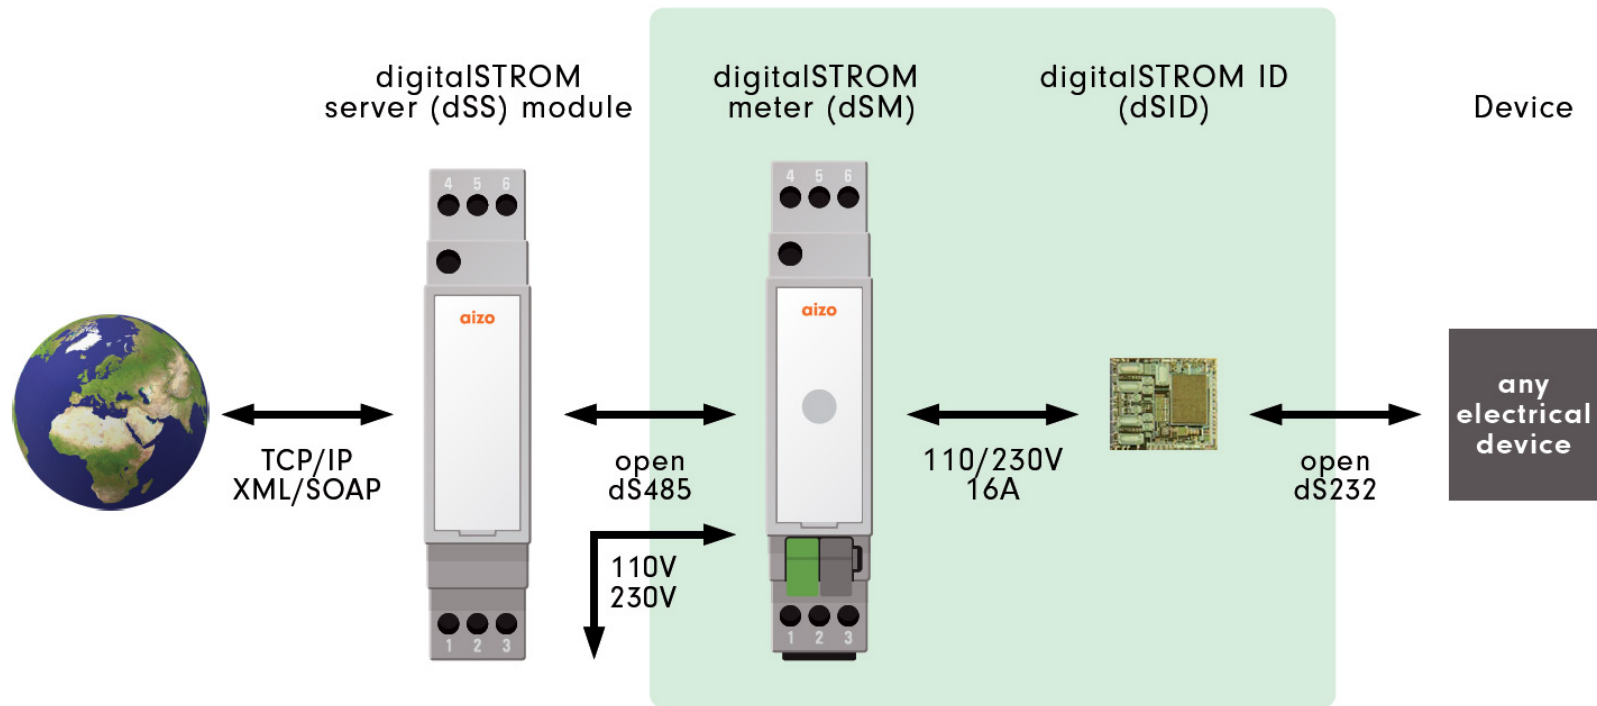 digitalSTROM
server (dSS) module
digitalSTROM
meter (dSM)
digitalSTROM ID
(dSID)
Device
4 5 6
4 5 6
aizo
aizo
any
electrical
device
TCP/IP
XML/SOAP
open
dS485
110/230V
16A
open
dS232
110V
230V
1 2 3
1 2 3